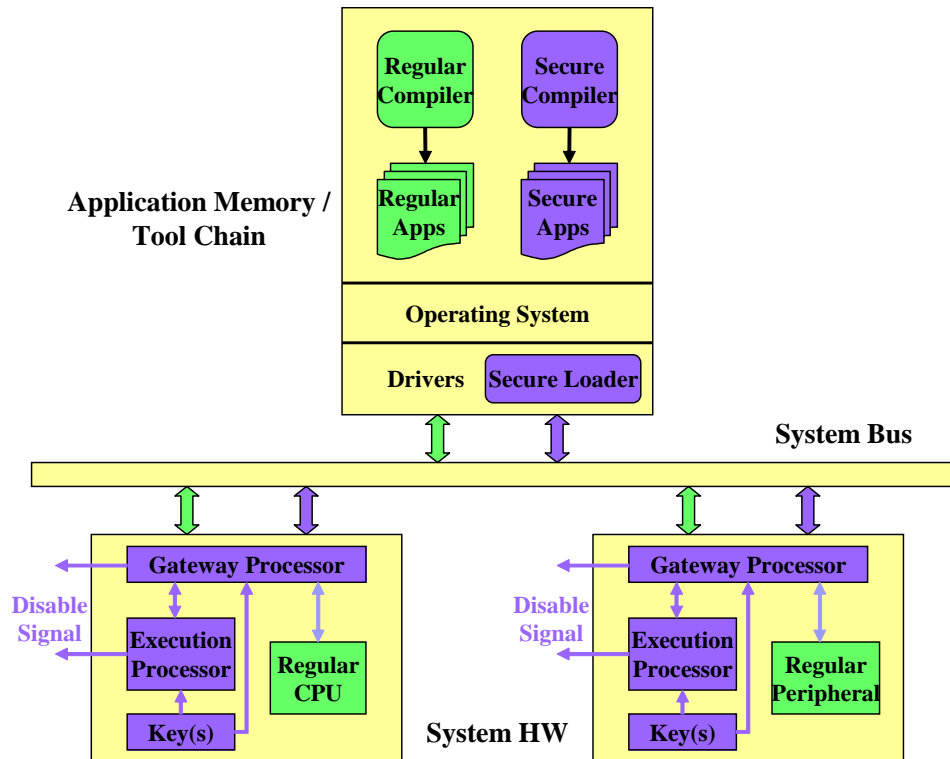 Regular
Compiler
Secure
Compiler
Application Memory /
Tool Chain
Regular
Apps
Secure
Apps
Operating System
Drivers
Secure Loader
System Bus
Gateway Processor
Disable
Signal
Execution
Processor
Regular
CPU
Key(s)
System HW
Gateway Processor
Disable
Signal
Execution
Processor
Regular
Peripheral
Key(s)